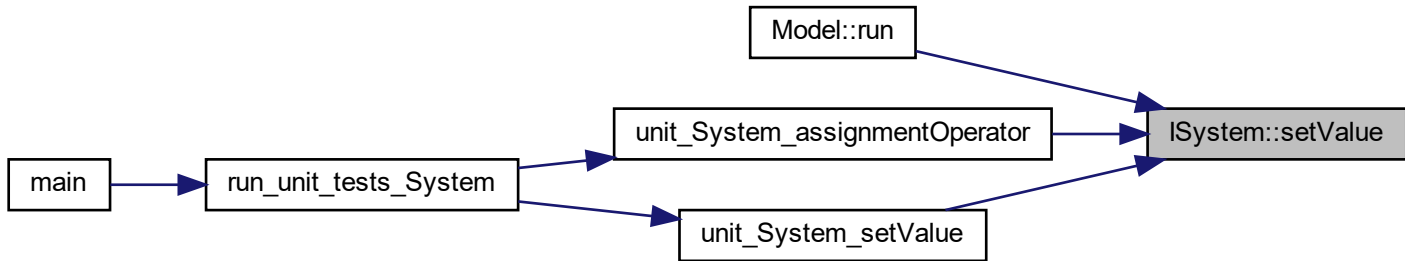 Model::run
unit_System_assignmentOperator
ISystem::setValue
main
run_unit_tests_System
unit_System_setValue